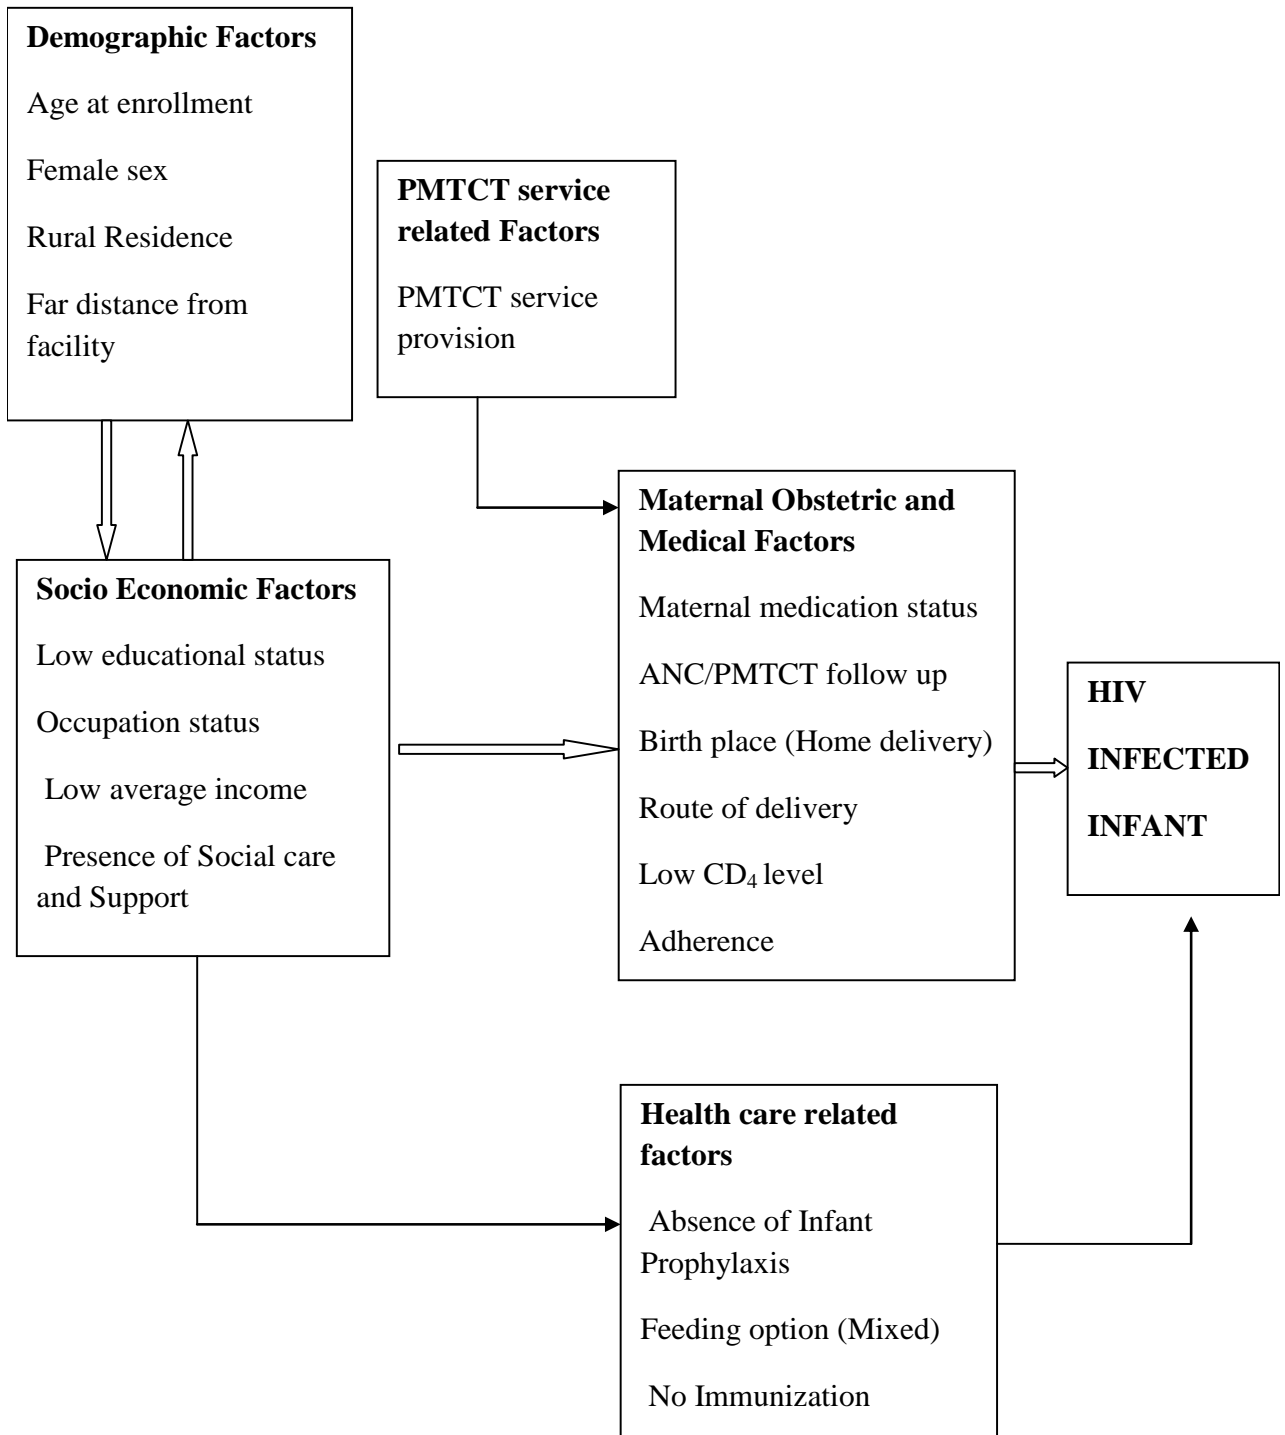 Demographic Factors
Age at enrollment
Female sex
Rural Residence
Far distance from
facility
PMTCT service
related Factors
PMTCT service
provision
Maternal Obstetric and
Medical Factors
Maternal medication status
ANC/PMTCT follow up
Birth place (Home delivery)
Route of delivery
Low CD4 level
Adherence
Socio Economic Factors
Low educational status
Occupation status
Low average income
Presence of Social care
and Support
HIV
INFECTED
INFANT
Health care related
factors
Absence of Infant
Prophylaxis
Feeding option (Mixed)
No Immunization